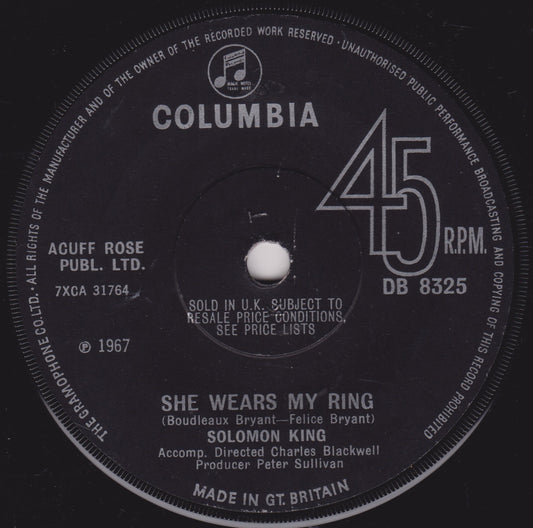 THE GRAMOPHONE CO. LTD. · ALL RIGHTS OF THE MANUFACTURER AND OF THE OWNER OF THE RECORDED WORK RESERVED · UNAUTHORISED PUBLIC PERFORMANCE BROADCASTING AND COPYING OF THIS RECORD PROHIBITED
COLUMBIA
45 R.P.M.
ACUFF ROSE
PUBL. LTD.
7XCA 31764
DB 8325
SOLD IN U.K. SUBJECT TO
RESALE PRICE CONDITIONS,
SEE PRICE LISTS
℗ 1967
SHE WEARS MY RING
(Boudleaux Bryant—Felice Bryant)
SOLOMON KING
Accomp. Directed Charles Blackwell
Producer Peter Sullivan
MADE IN GT. BRITAIN